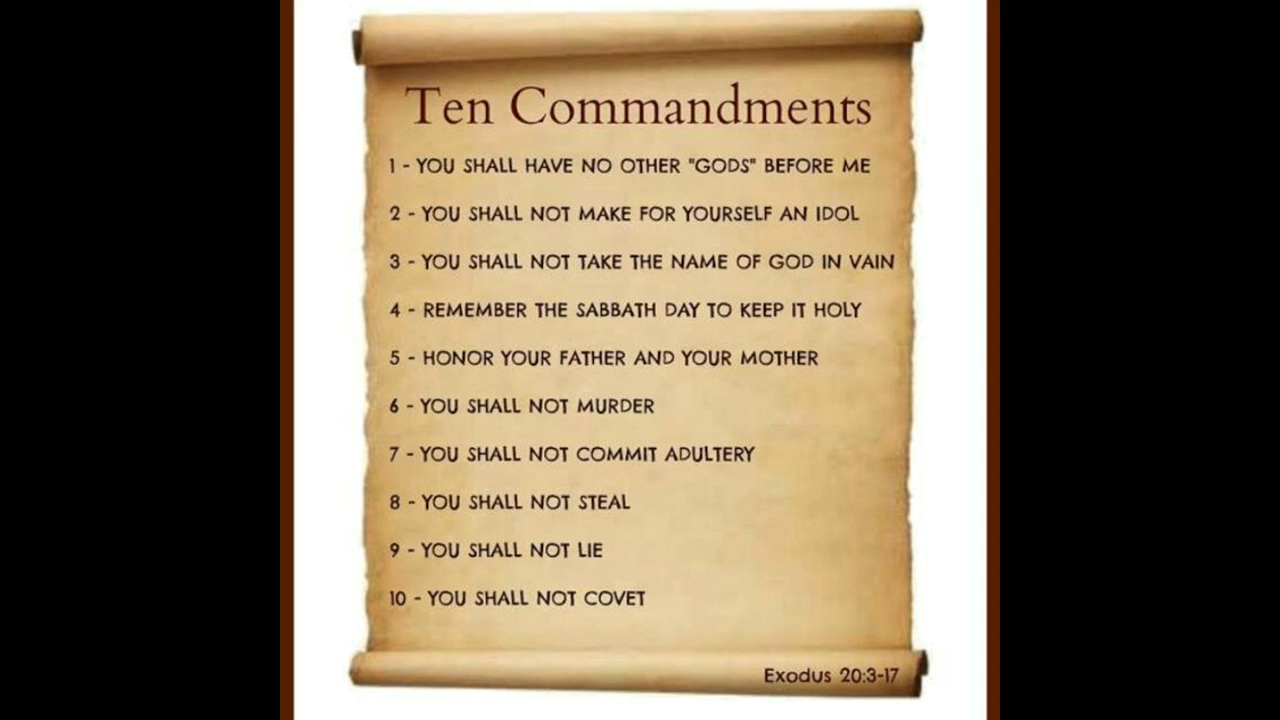 Ten Commandments
1 - YOU SHALL HAVE NO OTHER "GODS" BEFORE ME
2 - YOU SHALL NOT MAKE FOR YOURSELF AN IDOL
3 - YOU SHALL NOT TAKE THE NAME OF GOD IN VAIN
4 - REMEMBER THE SABBATH DAY TO KEEP IT HOLY
5 - HONOR YOUR FATHER AND YOUR MOTHER
6 - YOU SHALL NOT MURDER
7 - YOU SHALL NOT COMMIT ADULTERY
8 - YOU SHALL NOT STEAL
9 - YOU SHALL NOT LIE
10 - YOU SHALL NOT COVET
Exodus 20:3-17